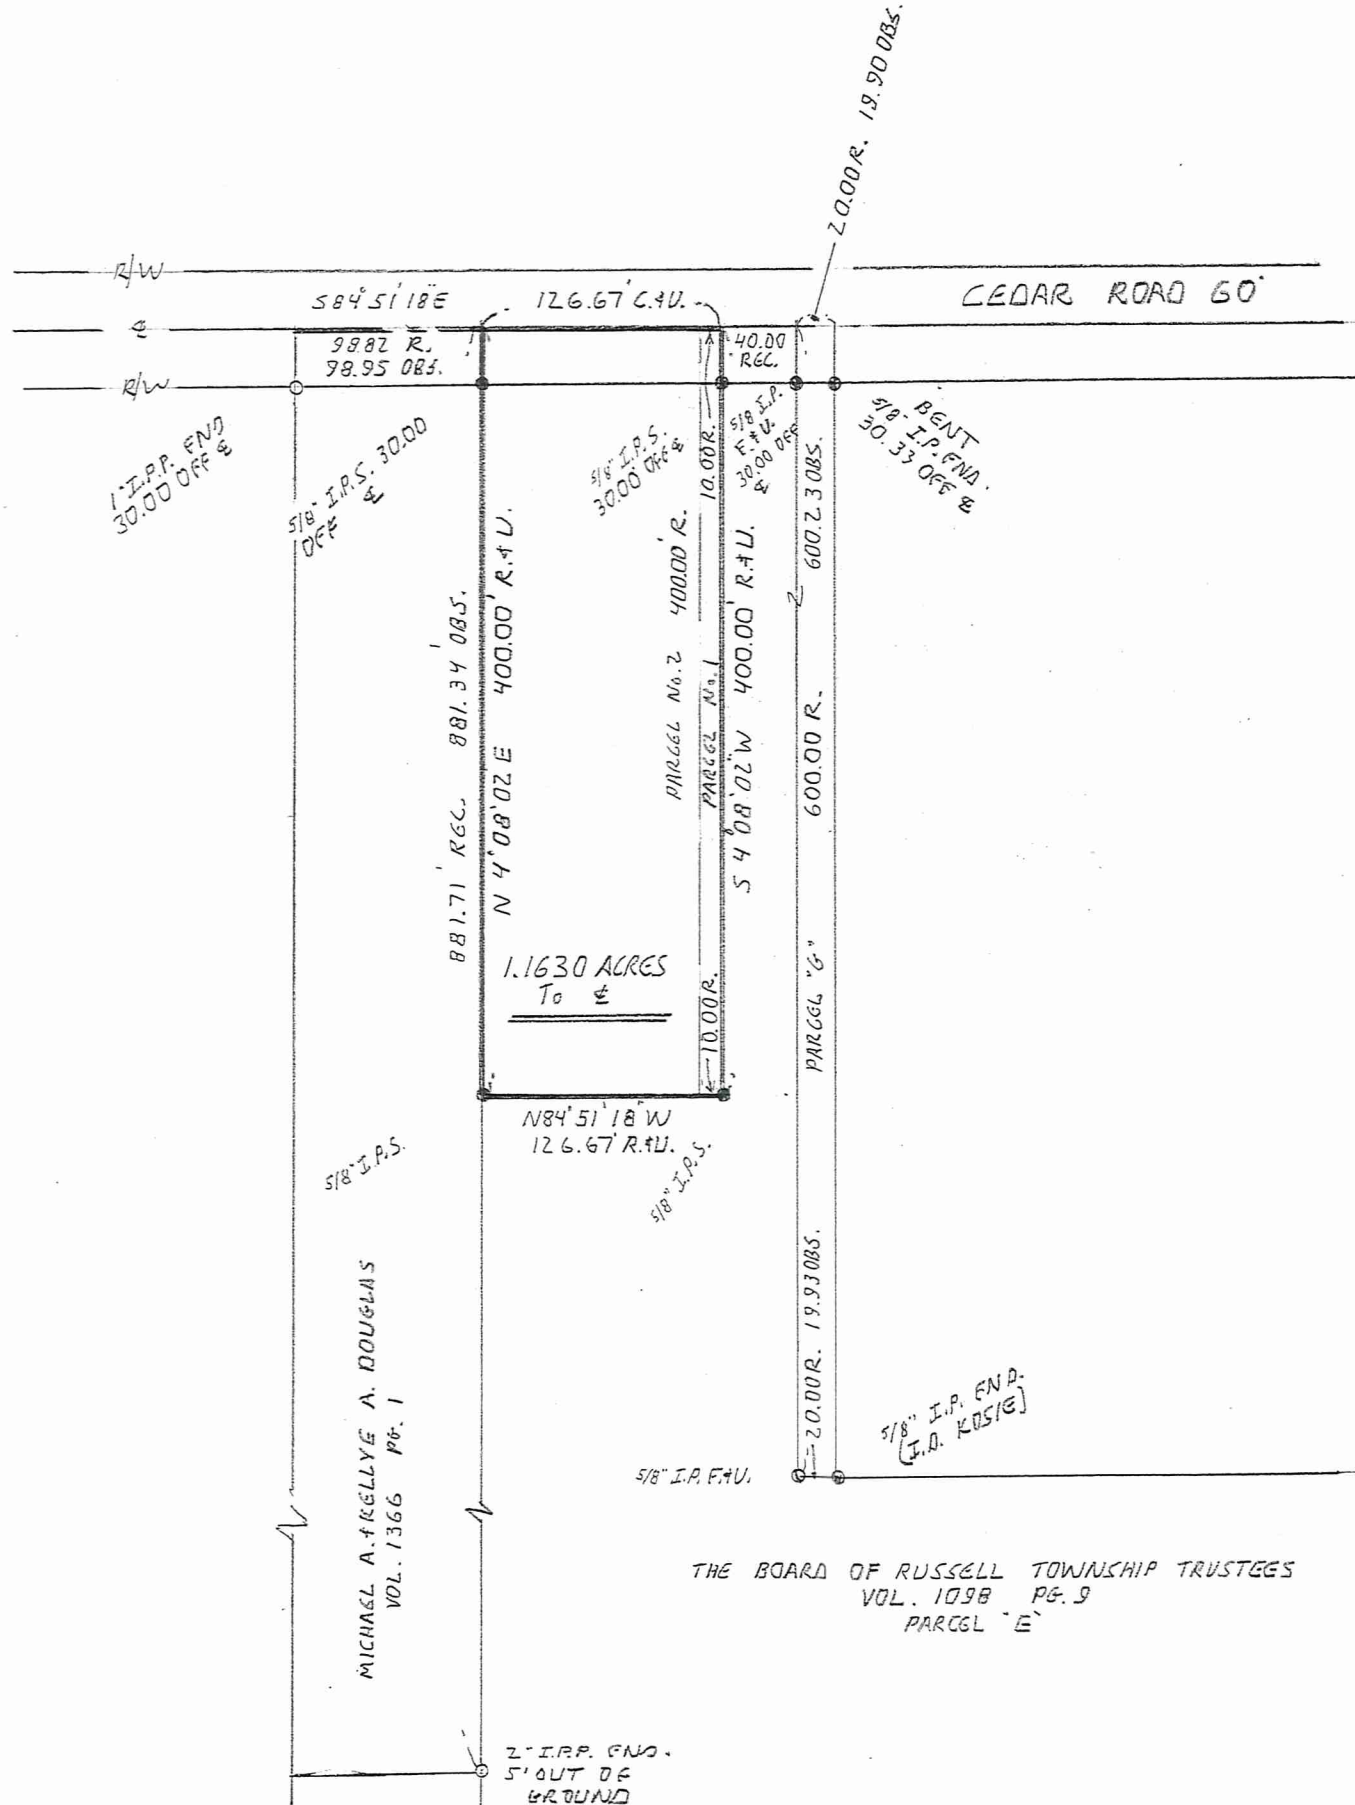 20.00R. 19.90 OBS.
R/W
S84°51'18"E
126.67' C.&U.
CEDAR ROAD 60'
℄
98.82 R.
98.95 OBS.
40.00
REC.
R/W
1" I.P.P. FND
30.00 OFF ℄
5/8" I.P.S. 30.00
OFF ℄
5/8" I.P.S.
30.00' OFF ℄
10.00R.
5/8" I.P.
F.&U.
30.00 OFF
℄
BENT
5/8" I.P. FND.
30.33 OFF ℄
881.71' REC. 881.34' OBS.
N 4°08'02 E 400.00' R.&U.
PARCEL No.2 400.00' R.
PARCEL No.1
S 4°08'02"W 400.00' R.&U.
600.23 OBS.
600.00 R.
PARCEL "G"
1.1630 ACRES
To ℄
10.00R.
N84°51'18"W
126.67' R.&U.
5/8" I.P.S.
5/8" I.P.S.
MICHAEL A. & KELLYE A. DOUGLAS
VOL. 1366 PG. 1
20.00R. 19.93 OBS.
5/8" I.P. FND.
(I.D. KOSIE)
5/8" I.P. F.&U.
THE BOARD OF RUSSELL TOWNSHIP TRUSTEES
VOL. 1098 PG. 9
PARCEL "E"
2" I.P.P. FND.
5' OUT OF
GROUND